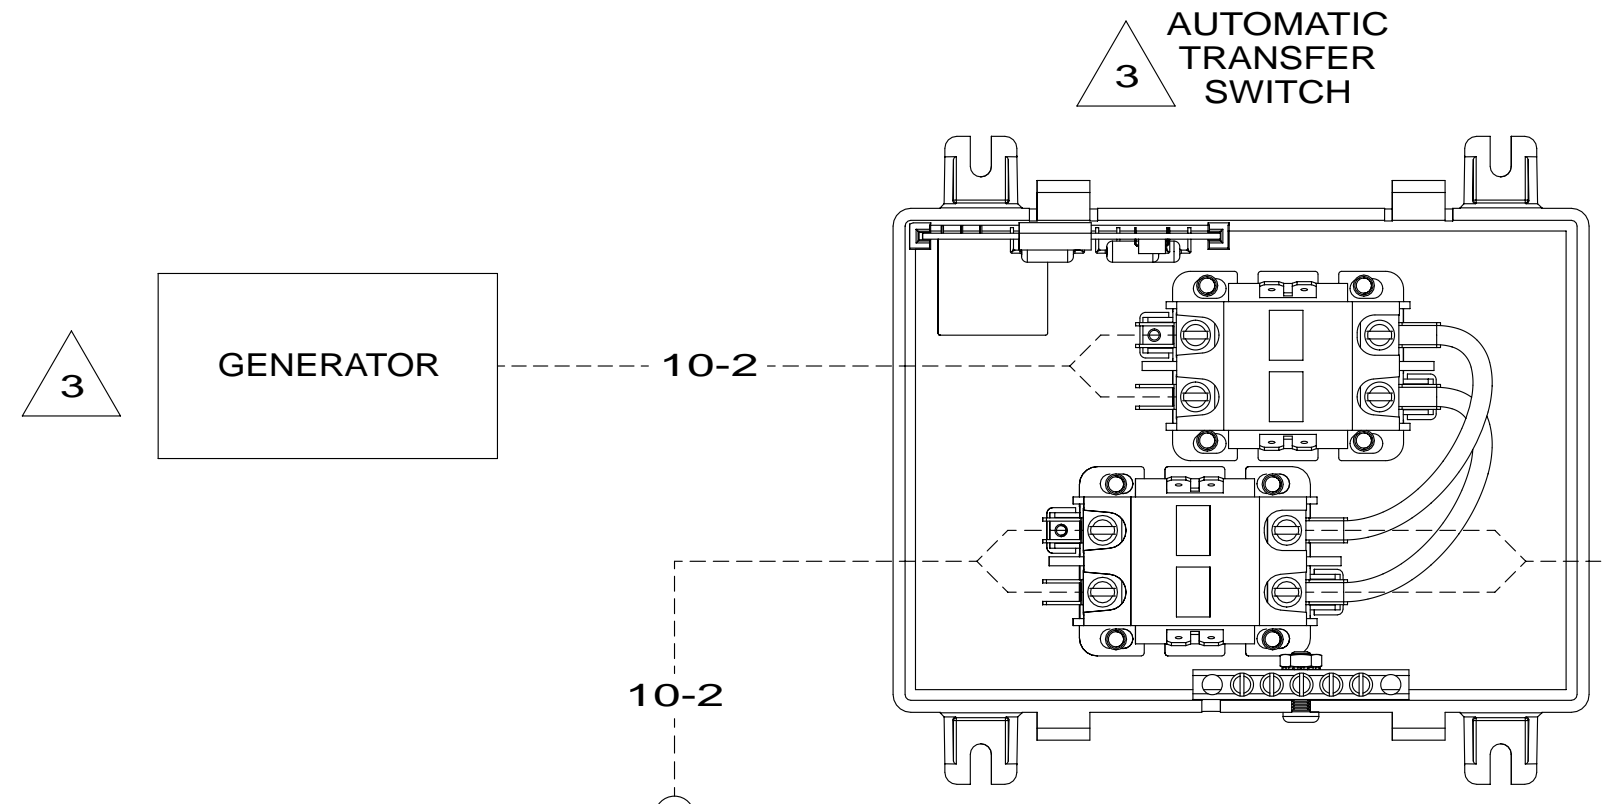 AUTOMATIC
TRANSFER
SWITCH
3
GENERATOR
3
10-2
10-2